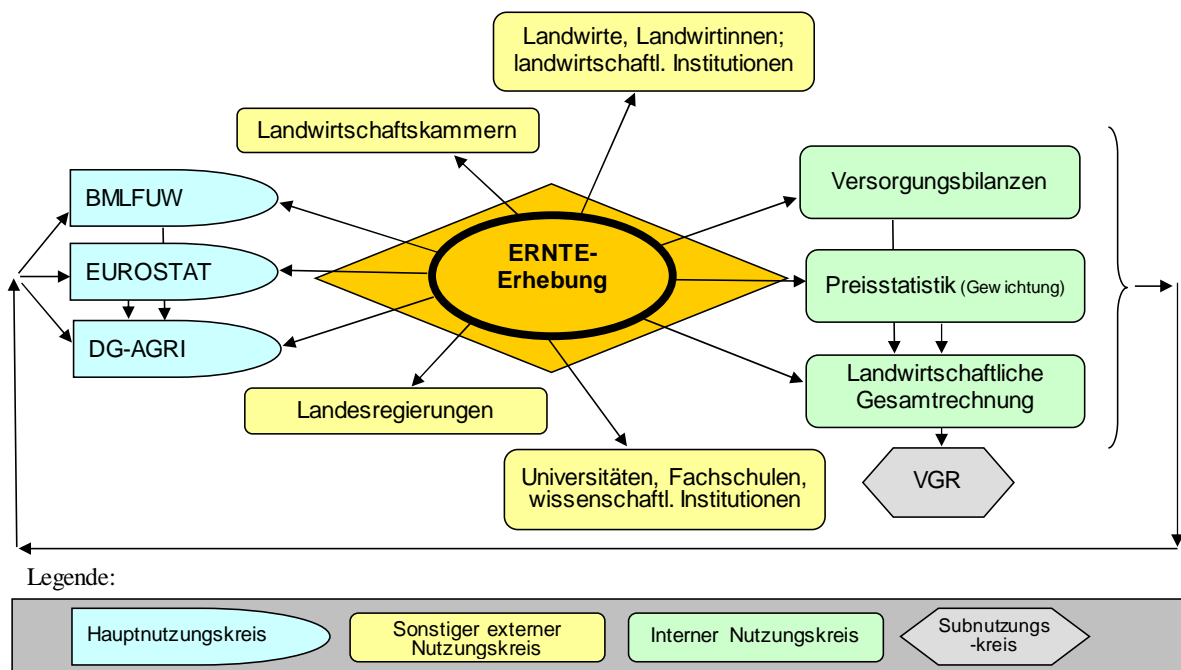 Landwirte, Landwirtinnen;
landwirtschaftl. Institutionen
Landwirtschaftskammern
BMLFUW
EUROSTAT
DG-AGRI
ERNTE-
Erhebung
Versorgungsbilanzen
Preisstatistik (Gewichtung)
Landwirtschaftliche
Gesamtrechnung
Landesregierungen
Universitäten, Fachschulen,
wissenschaftl. Institutionen
VGR
Legende:
Hauptnutzungskreis
Sonstiger externer
Nutzungskreis
Interner Nutzungskreis
Subnutzungs
-kreis